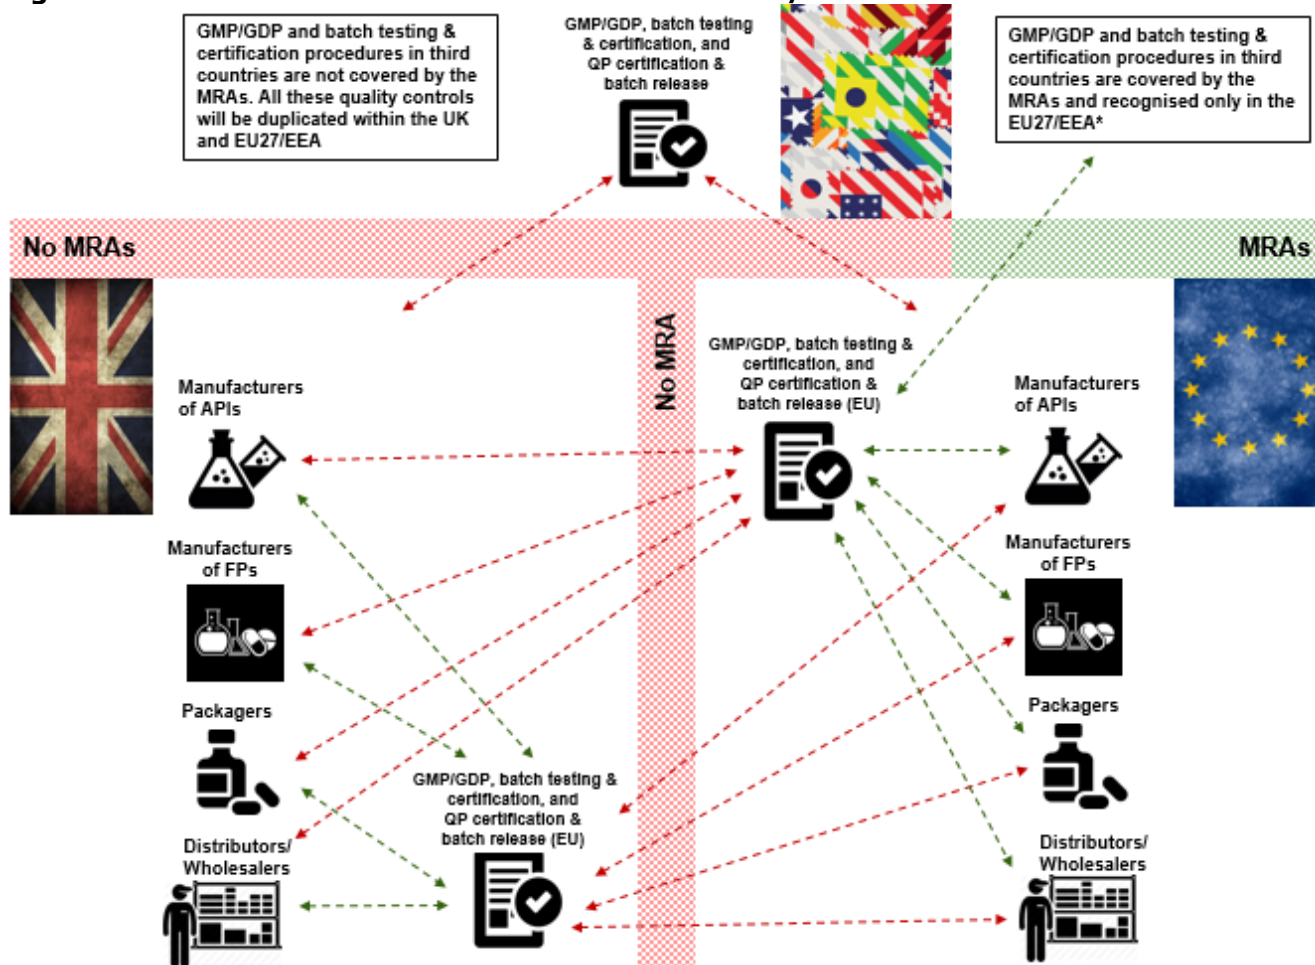 GMP/GDP and batch testing &
certification procedures in third
countries are not covered by the
MRAs. All these quality controls
will be duplicated within the UK
and EU27/EEA
GMP/GDP, batch testing
& certification, and
QP certification &
batch release
GMP/GDP and batch testing &
certification procedures in third
countries are covered by the
MRAs and recognised only in the
EU27/EEA*
No MRAs
MRAs
No MRA
GMP/GDP, batch testing &
certification, and
QP certification &
batch release (EU)
Manufacturers
of APIs
Manufacturers
of APIs
Manufacturers
of FPs
Manufacturers
of FPs
Packagers
Packagers
GMP/GDP, batch testing &
certification, and
QP certification &
batch release (EU)
Distributors/
Wholesalers
Distributors/
Wholesalers